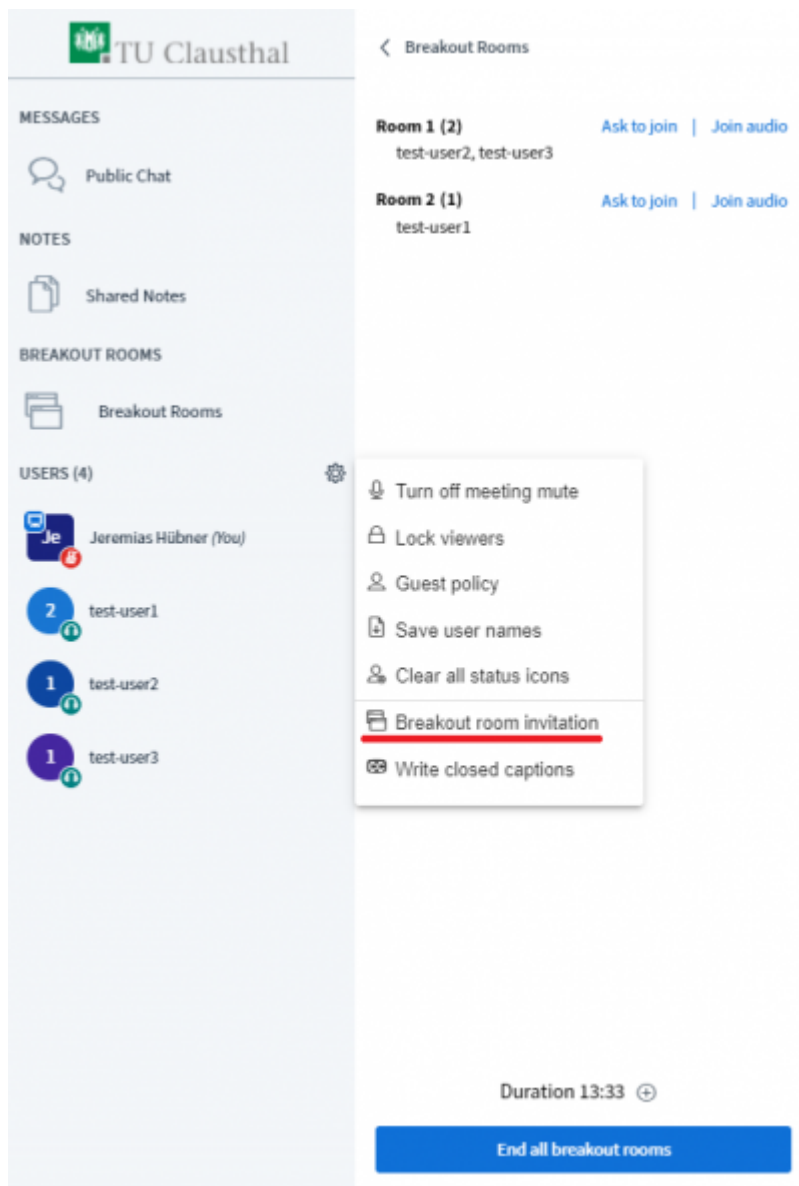 TU Clausthal
MESSAGES
Public Chat
NOTES
Shared Notes
BREAKOUT ROOMS
Breakout Rooms
USERS (4)
Je
Jeremias Hübner (You)
2
test-user1
1
test-user2
1
test-user3
Breakout Rooms
Room 1 (2) Ask to join | Join audio
test-user2, test-user3
Room 2 (1) Ask to join | Join audio
test-user1
Turn off meeting mute
Lock viewers
Guest policy
Save user names
Clear all status icons
Breakout room invitation
Write closed captions
Duration 13:33
End all breakout rooms